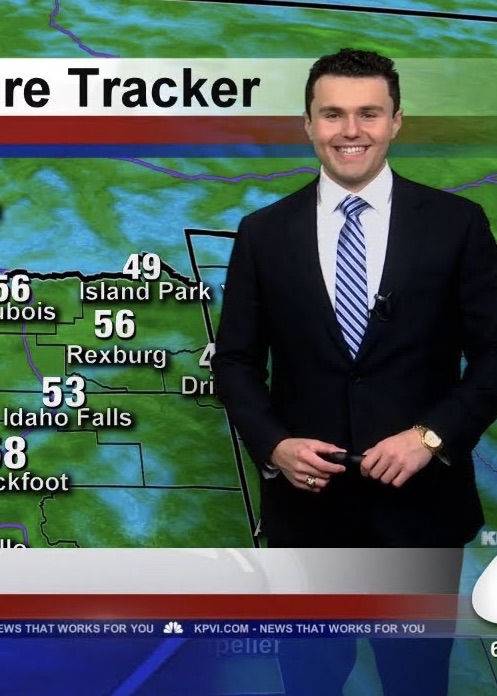 re Tracker
49
Island Park
56
ubois
56
Rexburg
4
Dri
53
Idaho Falls
8
ckfoot
EWS THAT WORKS FOR YOU KPVI.COM - NEWS THAT WORKS FOR YOU
pelier
6